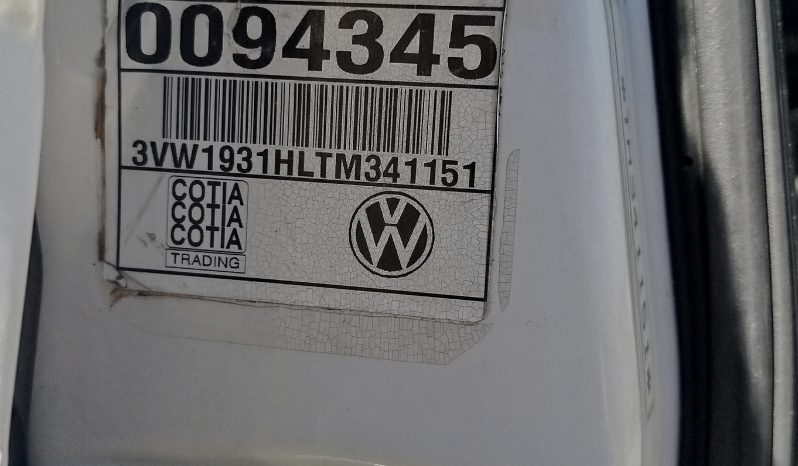 0094345
3VW1931HLTM341151
COTIA
COTIA
COTIA
TRADING